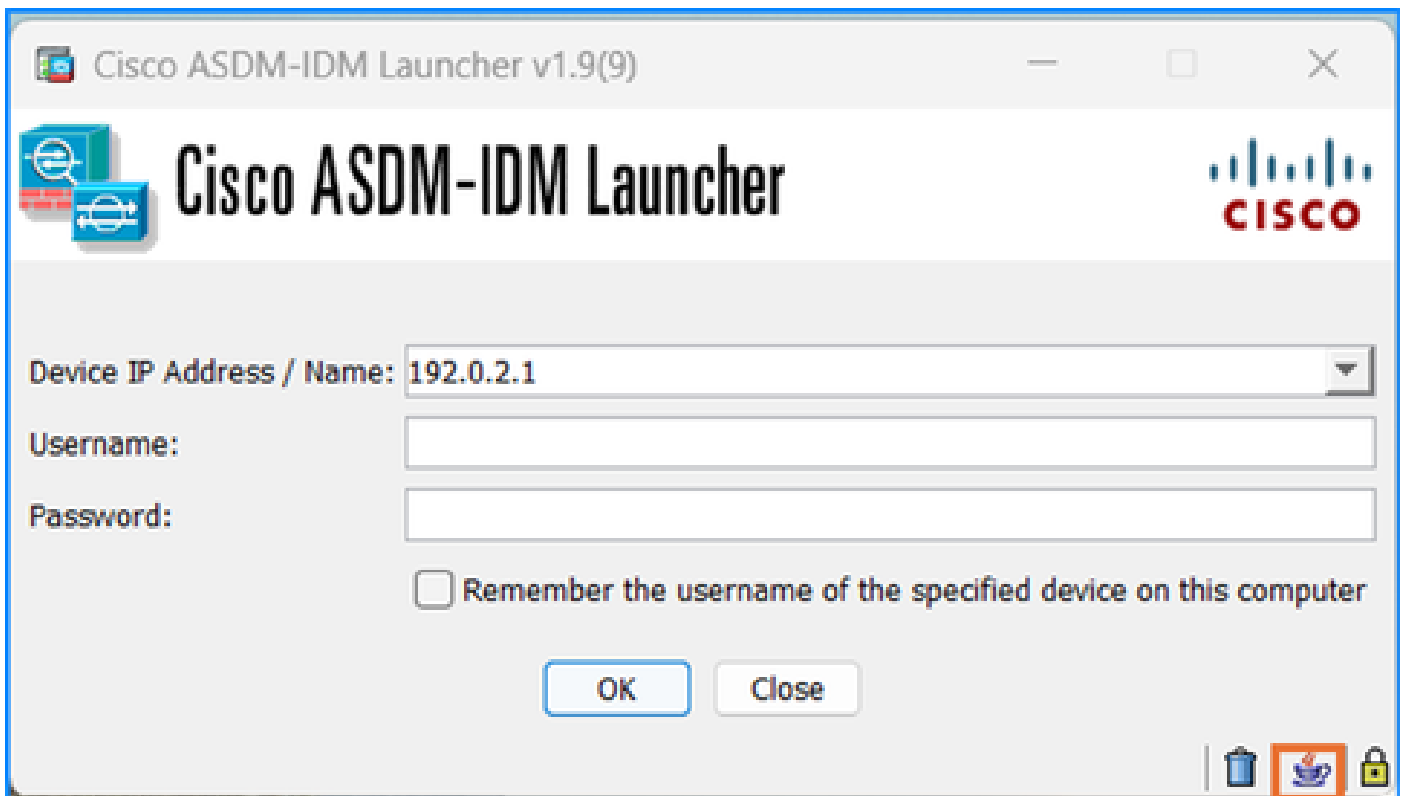 Cisco ASDM-IDM Launcher v1.9(9)
Cisco ASDM-IDM Launcher
CISCO
Device IP Address / Name: 192.0.2.1
Username:
Password:
Remember the username of the specified device on this computer
OK Close